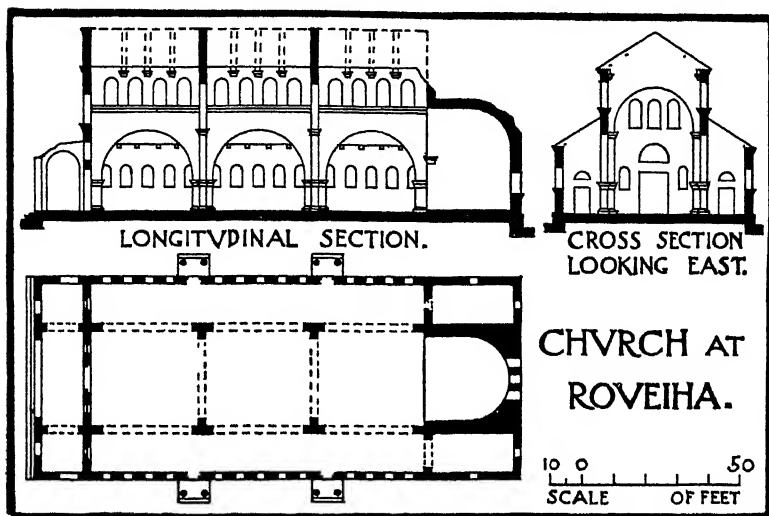 LONGITVDINAL SECTION.
CROSS SECTION
LOOKING EAST.
CHVRCH AT
ROVEIHA.
10 0 50
SCALE OF FEET